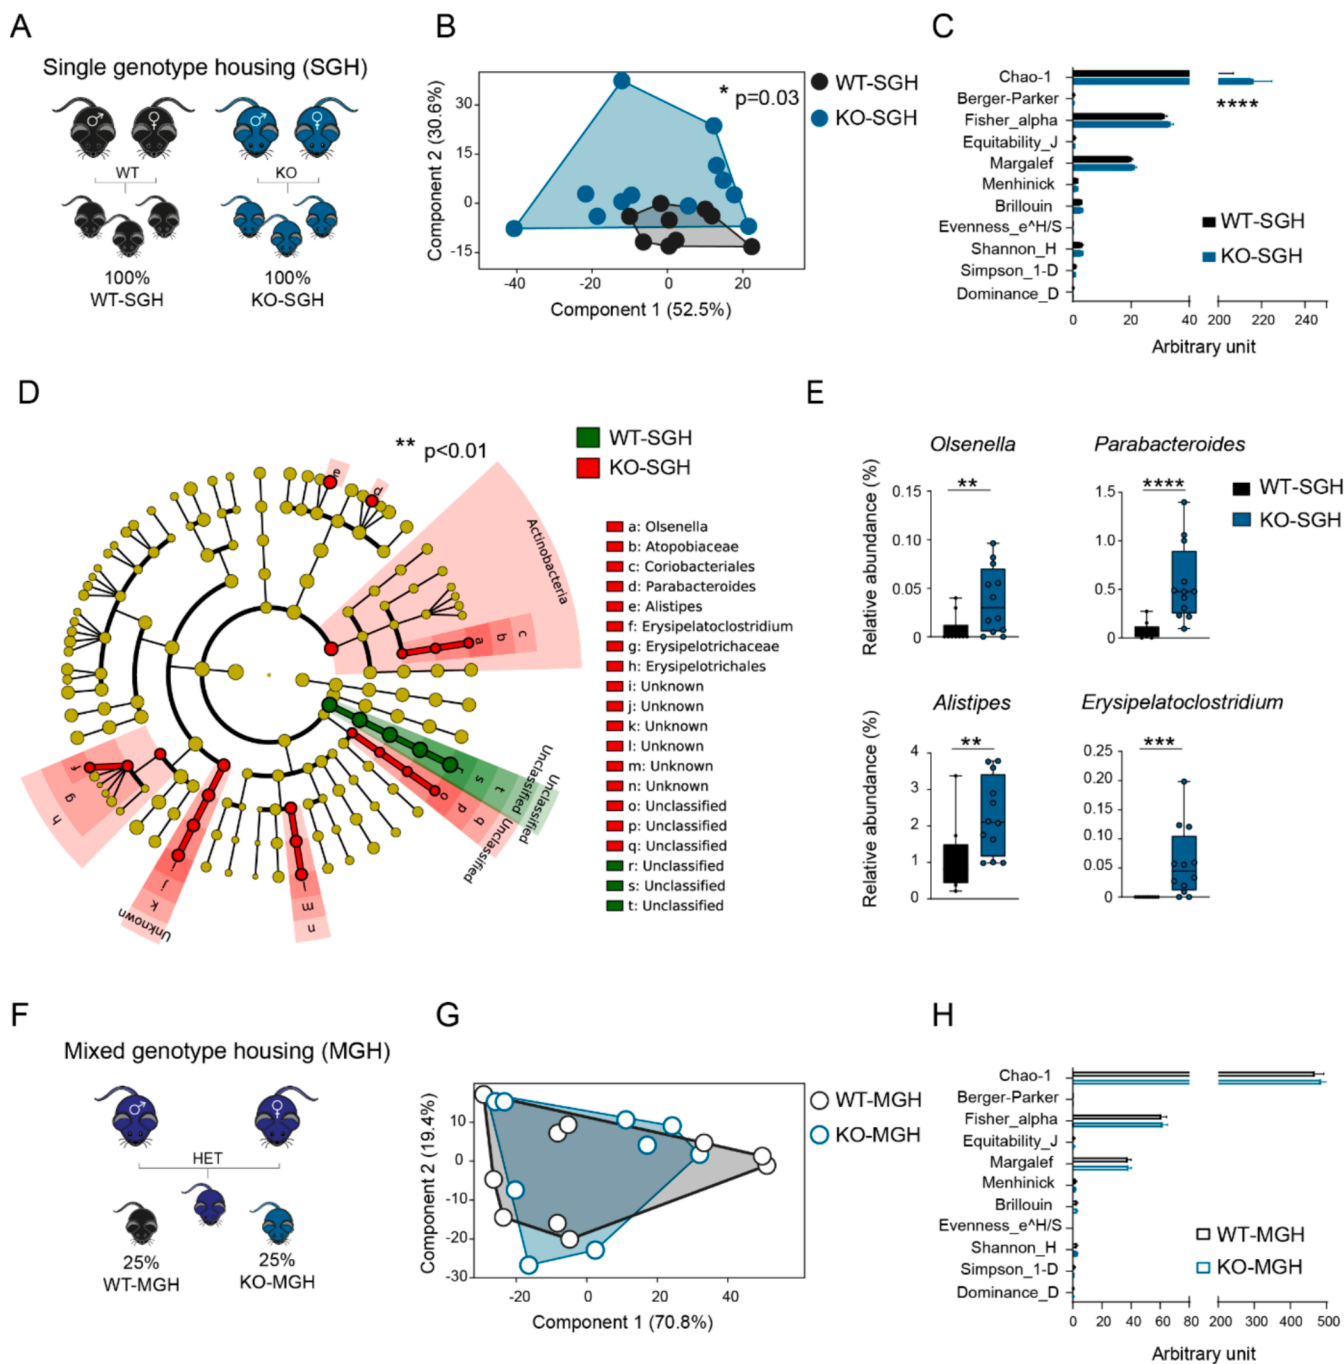 A
Single genotype housing (SGH)
♂ ♀ ♂ ♀
WT KO
100% 100%
WT-SGH KO-SGH
B
Component 2 (30.6%)
30
15
0
-15
-40 -20 0 20
Component 1 (52.5%)
* p=0.03
WT-SGH
KO-SGH
C
Chao-1
Berger-Parker
Fisher_alpha
Equitability_J
Margalef
Menhinick
Brillouin
Evenness_e^H/S
Shannon_H
Simpson_1-D
Dominance_D
****
WT-SGH
KO-SGH
0 20 40 200 220 240
Arbitrary unit
D
** p<0.01
WT-SGH
KO-SGH
Actinobacteria
e
d
a b c
r s t
Unclassified
Unclassified
o p q
Unclassified
f g h
i j k
Unknown
l m n
a: Olsenella
b: Atopobiaceae
c: Coriobacteriales
d: Parabacteroides
e: Alistipes
f: Erysipelatoclostridium
g: Erysipelotrichaceae
h: Erysipelotrichales
i: Unknown
j: Unknown
k: Unknown
l: Unknown
m: Unknown
n: Unknown
o: Unclassified
p: Unclassified
q: Unclassified
r: Unclassified
s: Unclassified
t: Unclassified
E
Olsenella
Relative abundance (%)
0.15
0.10
0.05
0
**
Parabacteroides
1.5
1.0
0.5
0
****
WT-SGH
KO-SGH
Alistipes
Relative abundance (%)
4
3
2
1
0
**
Erysipelatoclostridium
0.25
0.20
0.15
0.10
0.05
0
***
F
Mixed genotype housing (MGH)
♂ ♀
HET
25% 25%
WT-MGH KO-MGH
G
Component 2 (19.4%)
10
0
-10
-20
-30
-20 0 20 40
Component 1 (70.8%)
WT-MGH
KO-MGH
H
Chao-1
Berger-Parker
Fisher_alpha
Equitability_J
Margalef
Menhinick
Brillouin
Evenness_e^H/S
Shannon_H
Simpson_1-D
Dominance_D
WT-MGH
KO-MGH
0 20 40 60 80 200 300 400 500
Arbitrary unit